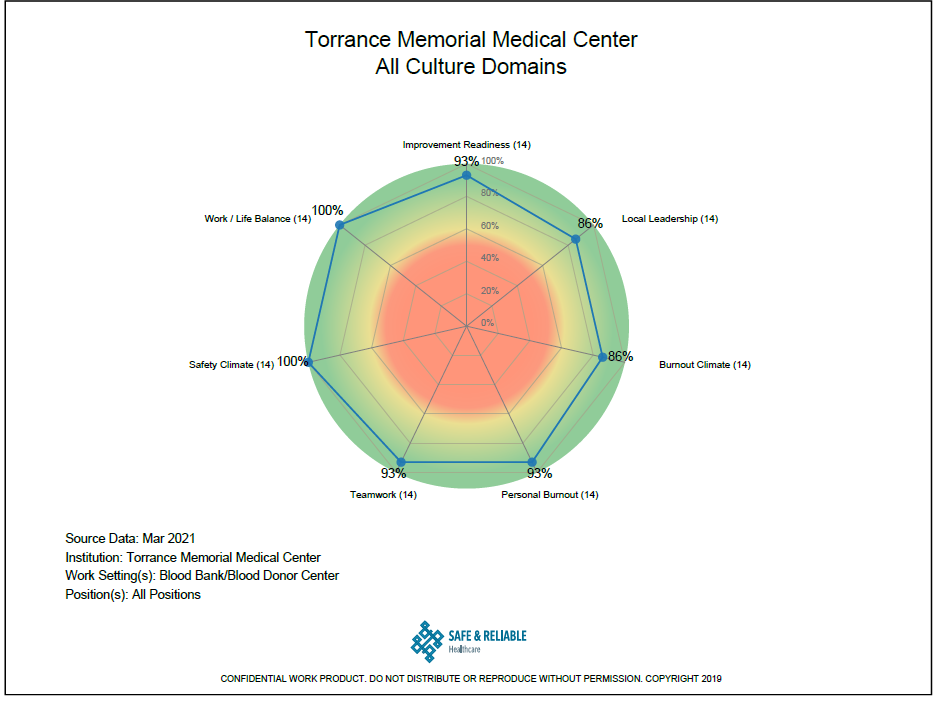 Torrance Memorial Medical Center
All Culture Domains
Improvement Readiness (14)
93%
100%
80%
60%
40%
20%
0%
Local Leadership (14)
86%
Burnout Climate (14)
86%
Personal Burnout (14)
93%
Teamwork (14)
93%
Safety Climate (14)
100%
Work / Life Balance (14)
100%
Source Data: Mar 2021
Institution: Torrance Memorial Medical Center
Work Setting(s): Blood Bank/Blood Donor Center
Position(s): All Positions
SAFE & RELIABLE
Healthcare
CONFIDENTIAL WORK PRODUCT. DO NOT DISTRIBUTE OR REPRODUCE WITHOUT PERMISSION. COPYRIGHT 2019